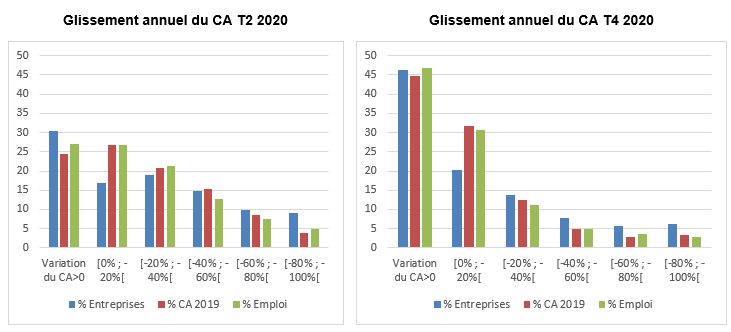 Glissement annuel du CA T2 2020
50
45
40
35
30
25
20
15
10
5
0
Variation du CA>0
[0% ; -20%[
[-20% ; -40%[
[-40% ; -60%[
[-60% ; -80%[
[-80% ; -100%[
% Entreprises
% CA 2019
% Emploi
Glissement annuel du CA T4 2020
50
45
40
35
30
25
20
15
10
5
0
Variation du CA>0
[0% ; -20%[
[-20% ; -40%[
[-40% ; -60%[
[-60% ; -80%[
[-80% ; -100%[
% Entreprises
% CA 2019
% Emploi